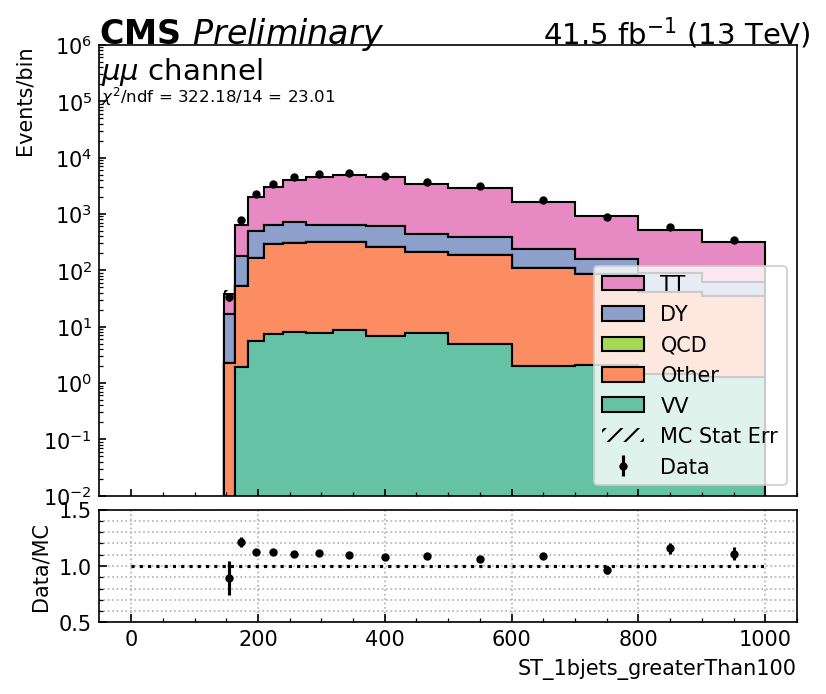 CMS Preliminary 41.5 fb⁻¹ (13 TeV)
μμ channel
χ²/ndf = 322.18/14 = 23.01
Events/bin
10⁶
10⁵
10⁴
10³
10²
10¹
10⁰
10⁻¹
10⁻²
TT
DY
QCD
Other
VV
MC Stat Err
Data
Data/MC
1.5
1.0
0.5
0 200 400 600 800 1000
ST_1bjets_greaterThan100